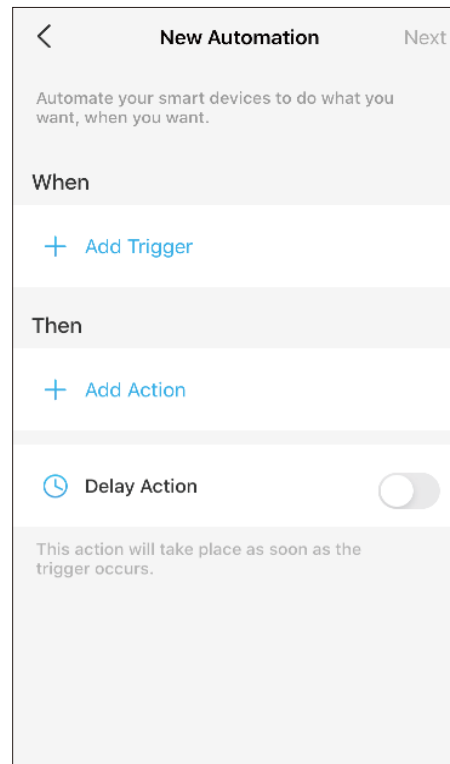 New Automation
Next
Automate your smart devices to do what you
want, when you want.
When
Add Trigger
Then
Add Action
Delay Action
This action will take place as soon as the
trigger occurs.